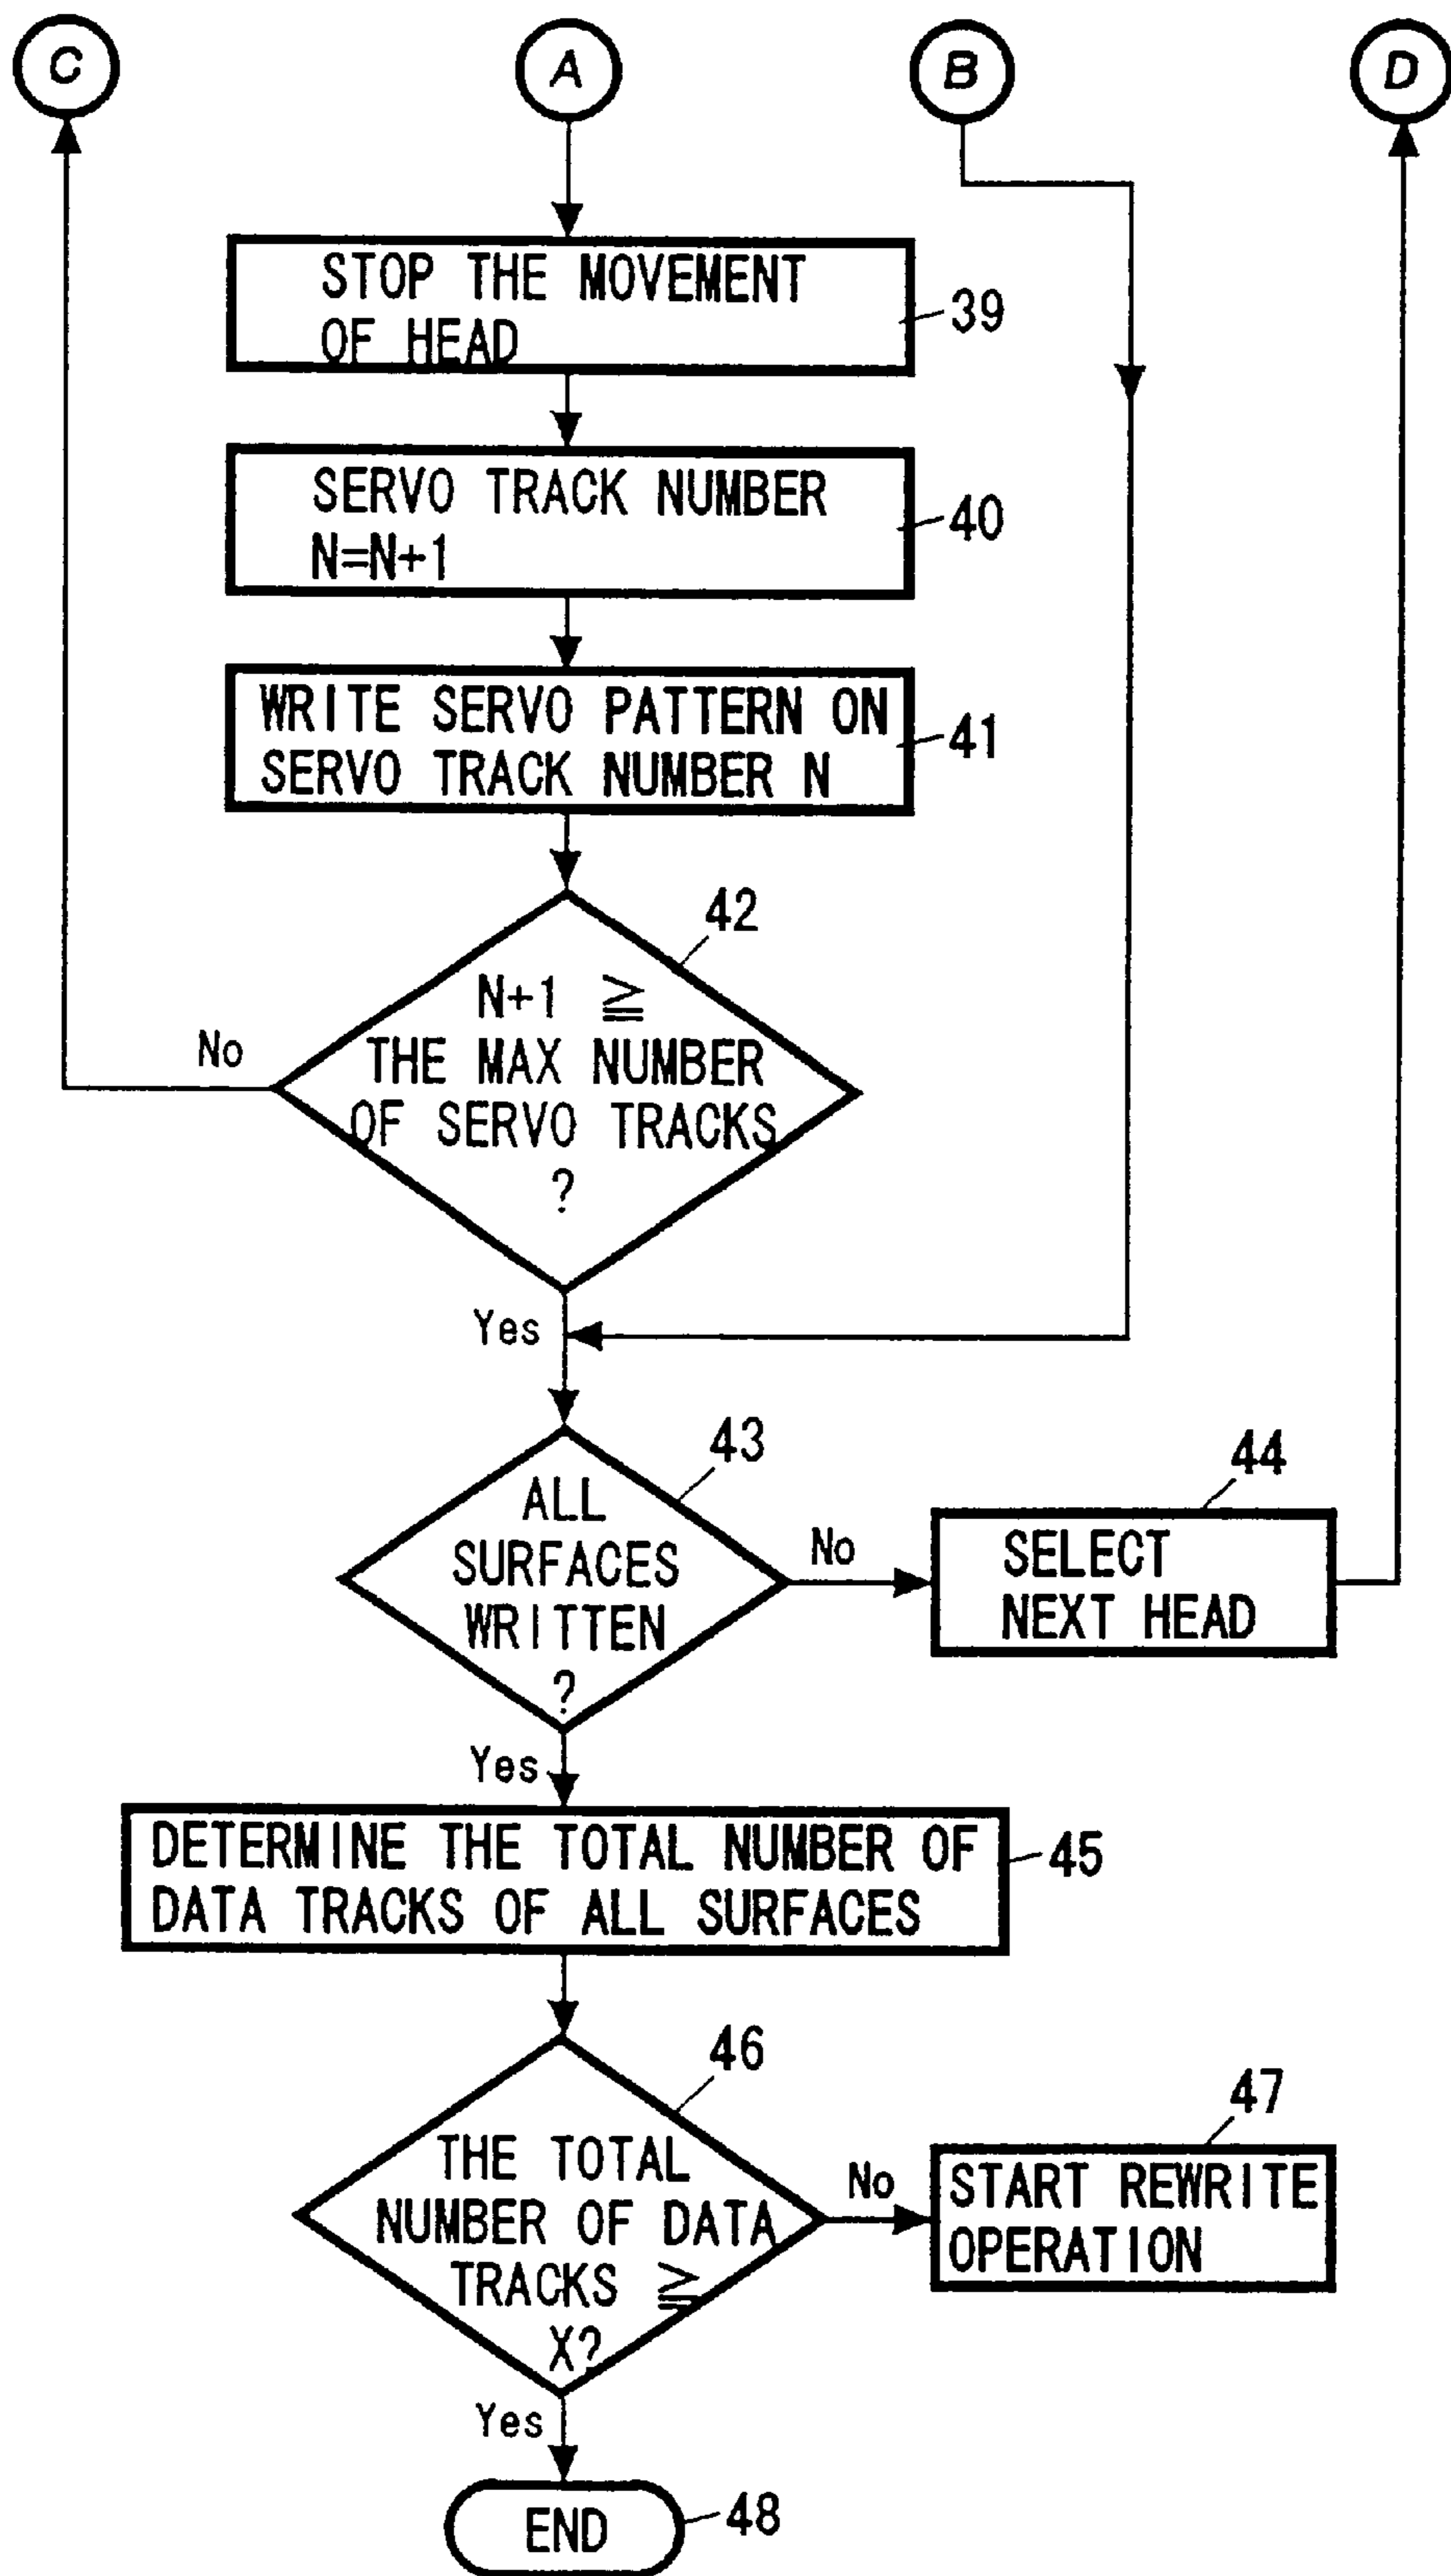 C
A
B
D
STOP THE MOVEMENT
OF HEAD
39
SERVO TRACK NUMBER
N=N+1
40
WRITE SERVO PATTERN ON
SERVO TRACK NUMBER N
41
42
N+1 ≧
THE MAX NUMBER
OF SERVO TRACKS
?
No
Yes
43
ALL
SURFACES
WRITTEN
?
No
44
SELECT
NEXT HEAD
Yes
DETERMINE THE TOTAL NUMBER OF
DATA TRACKS OF ALL SURFACES
45
46
THE TOTAL
NUMBER OF DATA
TRACKS ≧
X?
No
47
START REWRITE
OPERATION
Yes
END
48